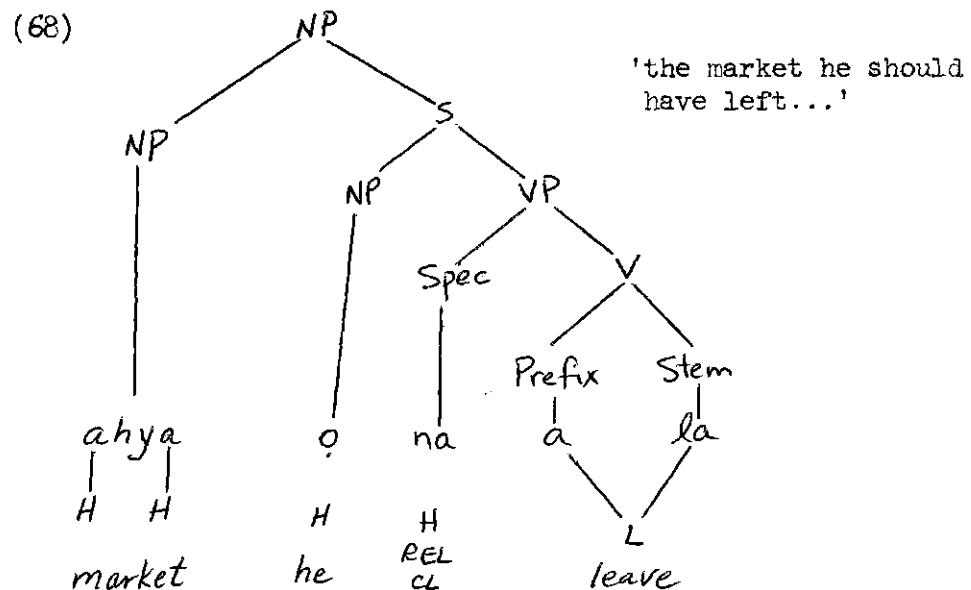 (68)
NP
'the market he should
have left...'
NP S
NP VP
Spec V
Prefix Stem
ahya ọ na a la
H H H H L
REL
CL
market he leave